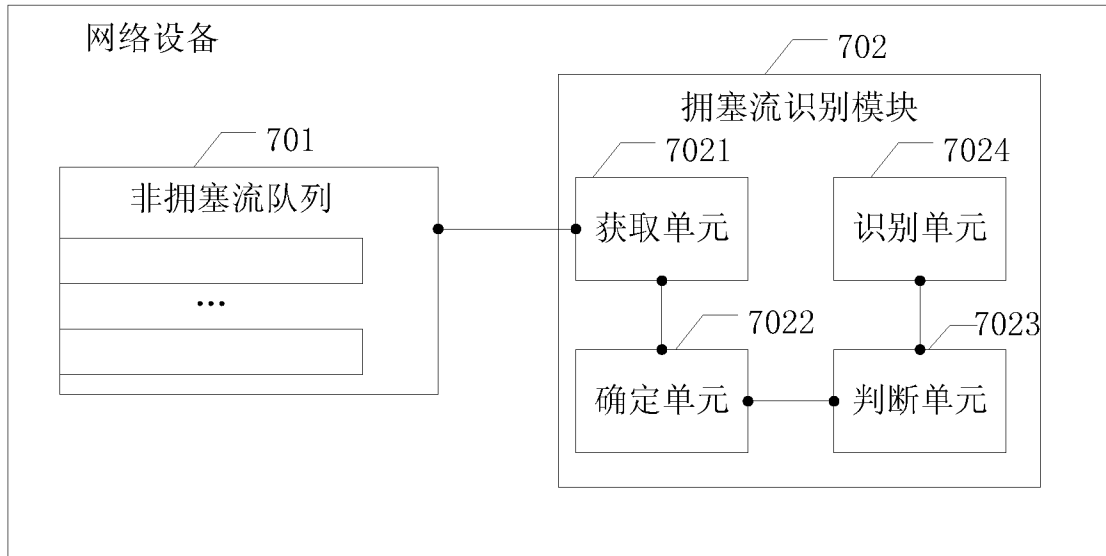 网络设备
702
拥塞流识别模块
701
非拥塞流队列
...
7021
获取单元
7024
识别单元
7022
确定单元
7023
判断单元